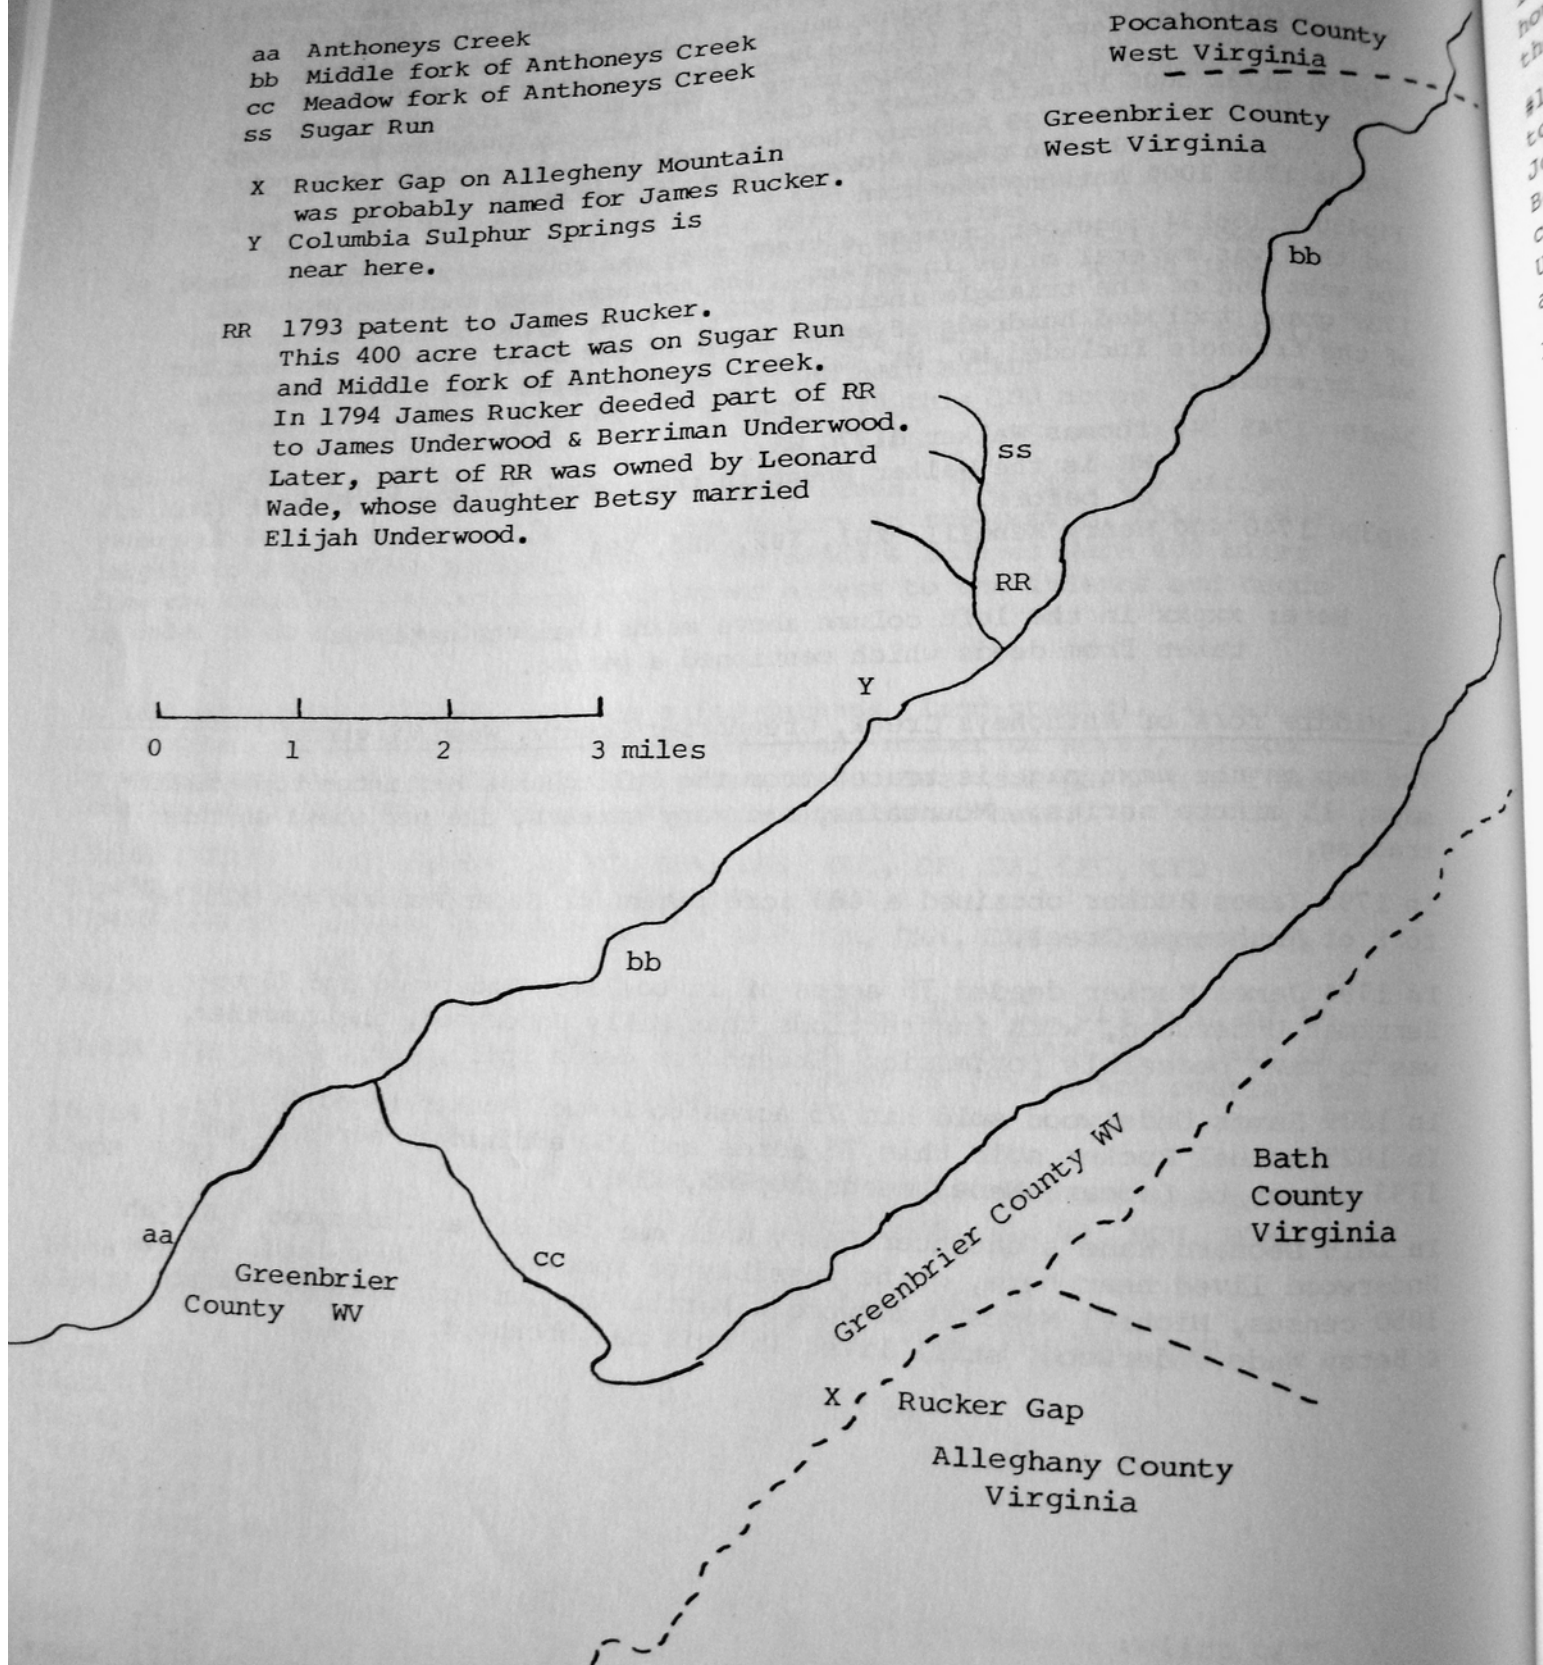 aa Anthoneys Creek
bb Middle fork of Anthoneys Creek
cc Meadow fork of Anthoneys Creek
ss Sugar Run
X Rucker Gap on Allegheny Mountain
was probably named for James Rucker.
Y Columbia Sulphur Springs is
near here.
RR 1793 patent to James Rucker.
This 400 acre tract was on Sugar Run
and Middle fork of Anthoneys Creek.
In 1794 James Rucker deeded part of RR
to James Underwood & Berriman Underwood.
Later, part of RR was owned by Leonard
Wade, whose daughter Betsy married
Elijah Underwood.
Pocahontas County
West Virginia
Greenbrier County
West Virginia
bb
ss
RR
Y
0 1 2 3 miles
bb
aa
Greenbrier
County WV
cc
Greenbrier County WV
Bath
County
Virginia
X Rucker Gap
Alleghany County
Virginia